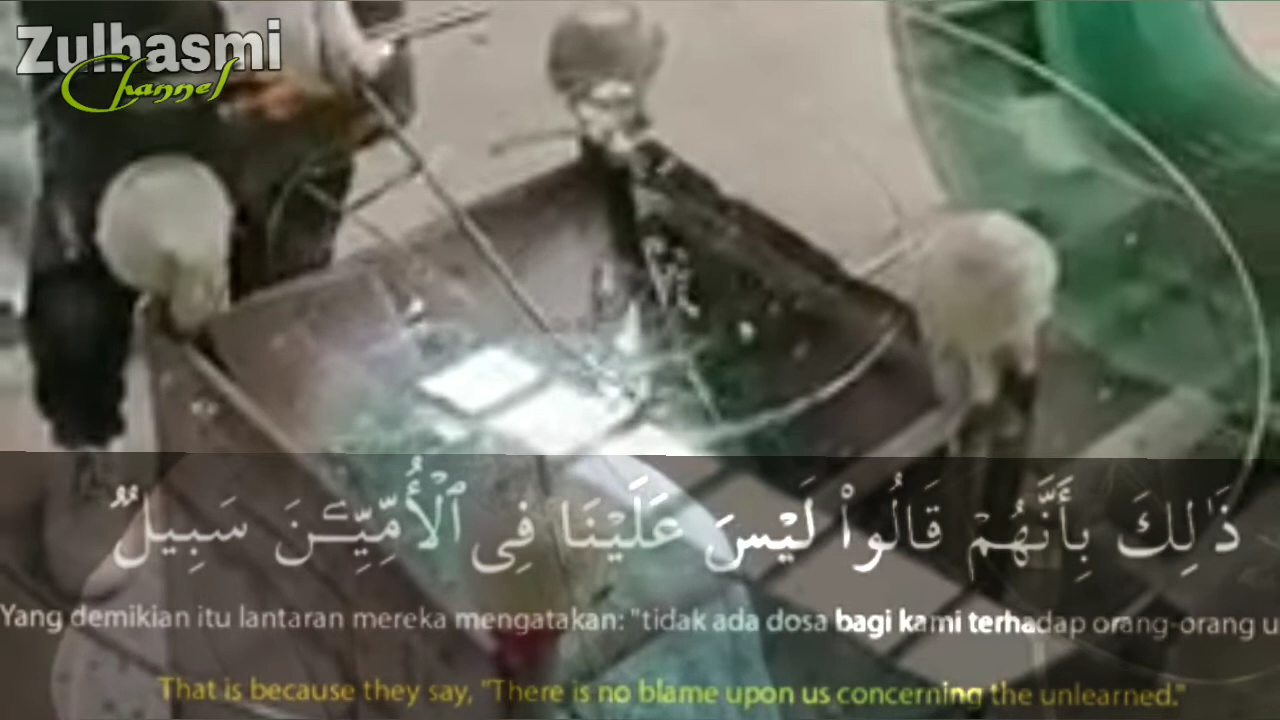 Zulhasmi
Channel
ذَٰلِكَ بِأَنَّهُمْ قَالُوا۟ لَيْسَ عَلَيْنَا فِى ٱلْأُمِّيِّـۧنَ سَبِيلٌ
Yang demikian itu lantaran mereka mengatakan: "tidak ada dosa bagi kami terhadap orang-orang u
That is because they say, "There is no blame upon us concerning the unlearned."